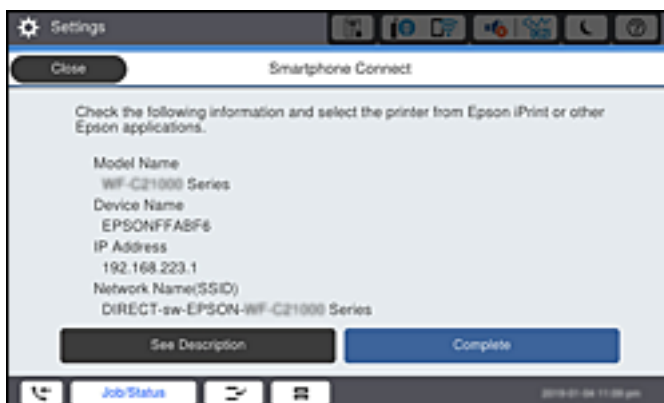 Settings
Close
Smartphone Connect
Check the following information and select the printer from Epson iPrint or other
Epson applications.
Model Name
WF-C21000 Series
Device Name
EPSONFFABF6
IP Address
192.168.223.1
Network Name(SSID)
DIRECT-sw-EPSON-WF-C21000 Series
See Description
Complete
Job/Status